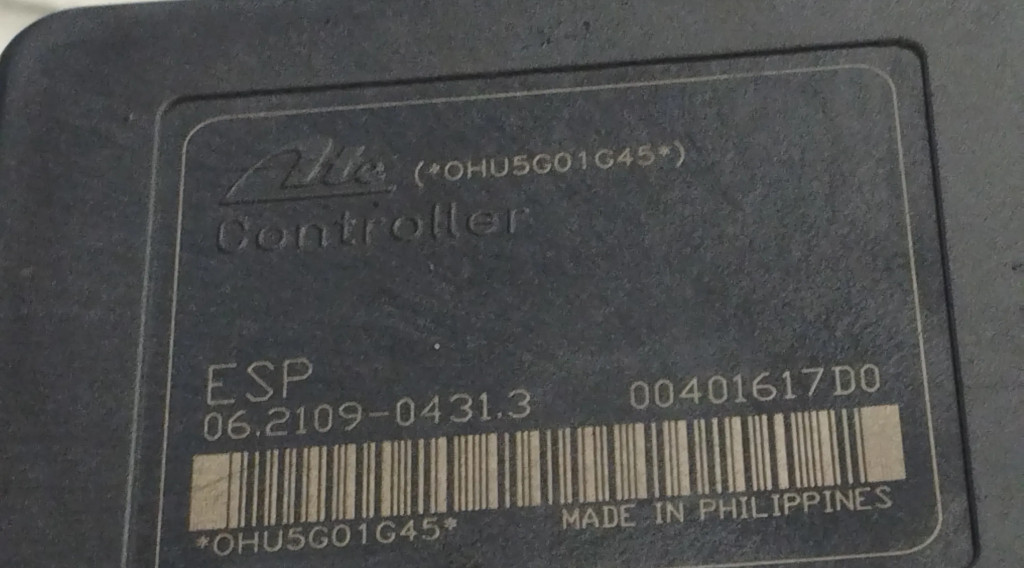 Ate (*OHU5G01G45*)
Controller
ESP
06.2109-0431.3 00401617D0
*OHU5G01G45* MADE IN PHILIPPINES